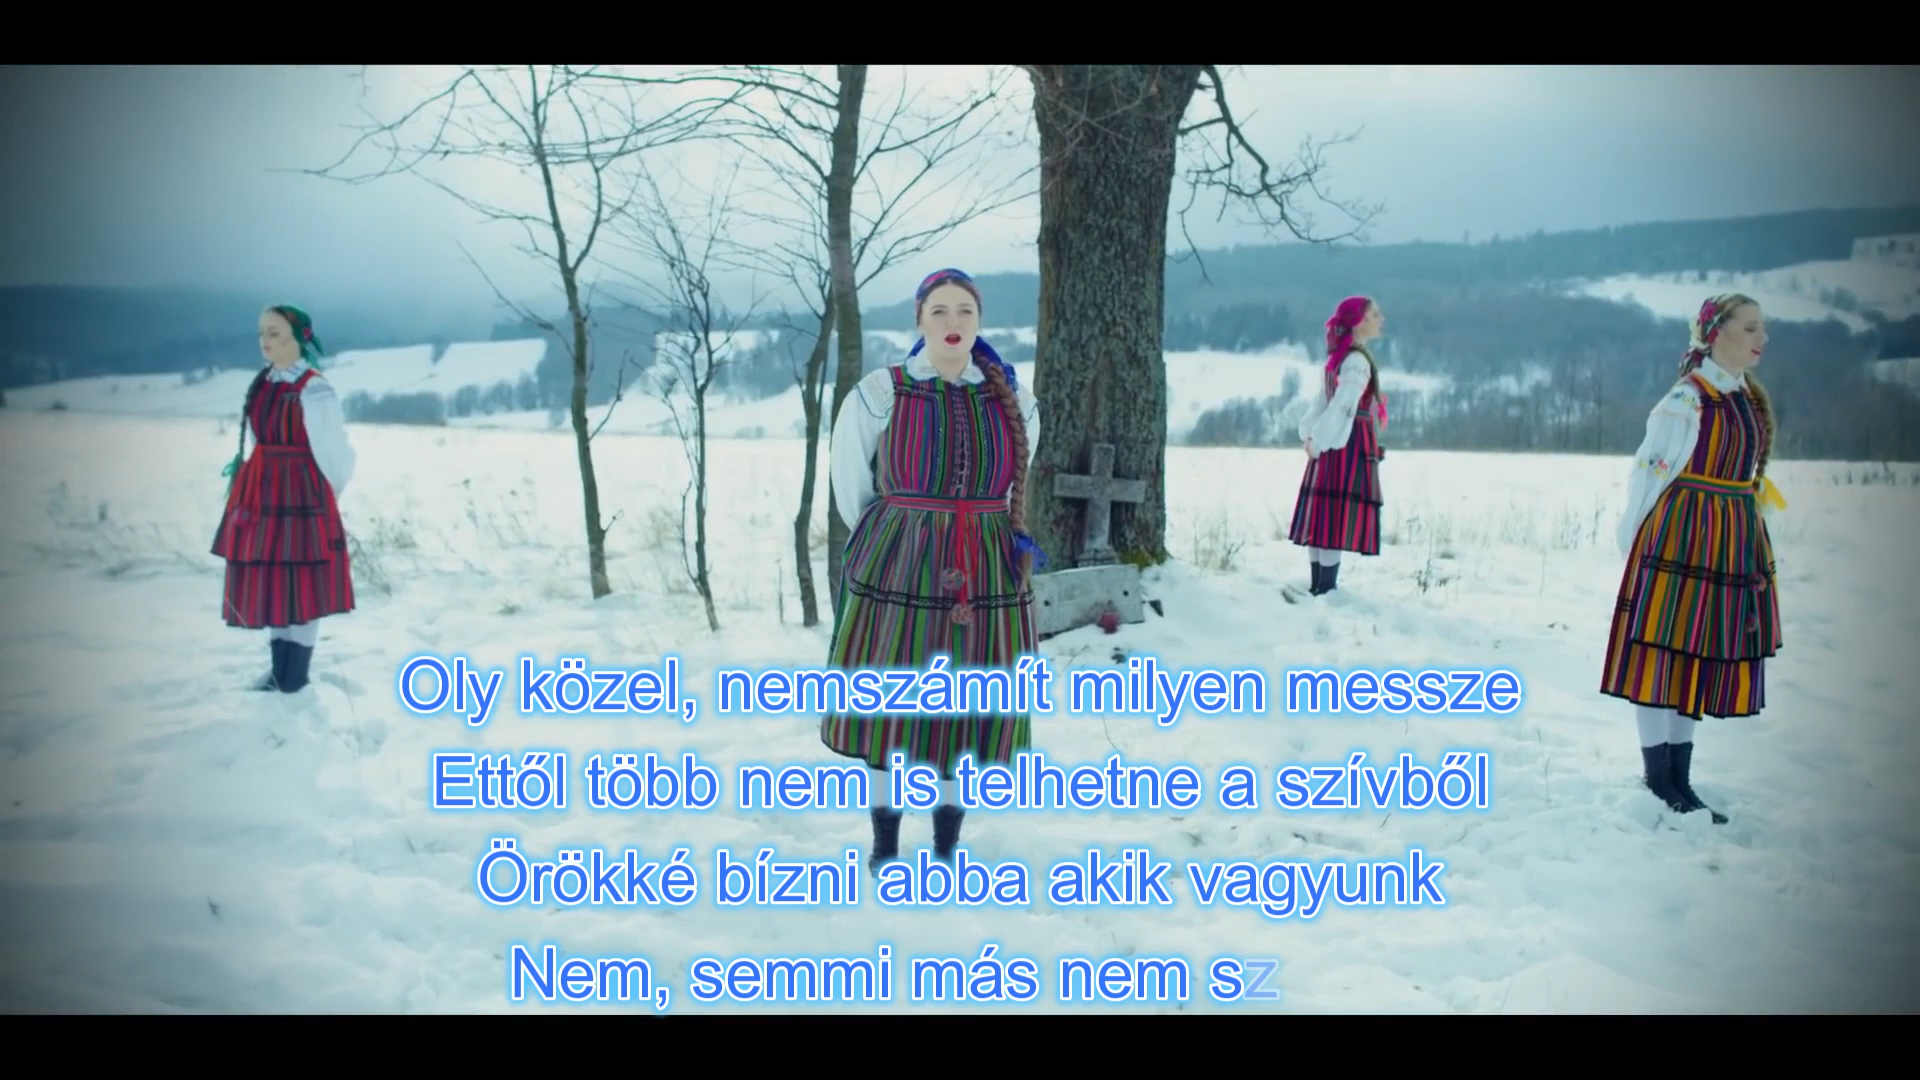 Oly közel, nemszámít milyen messze
Ettől több nem is telhetne a szívből
Örökké bízni abba akik vagyunk
Nem, semmi más nem sz